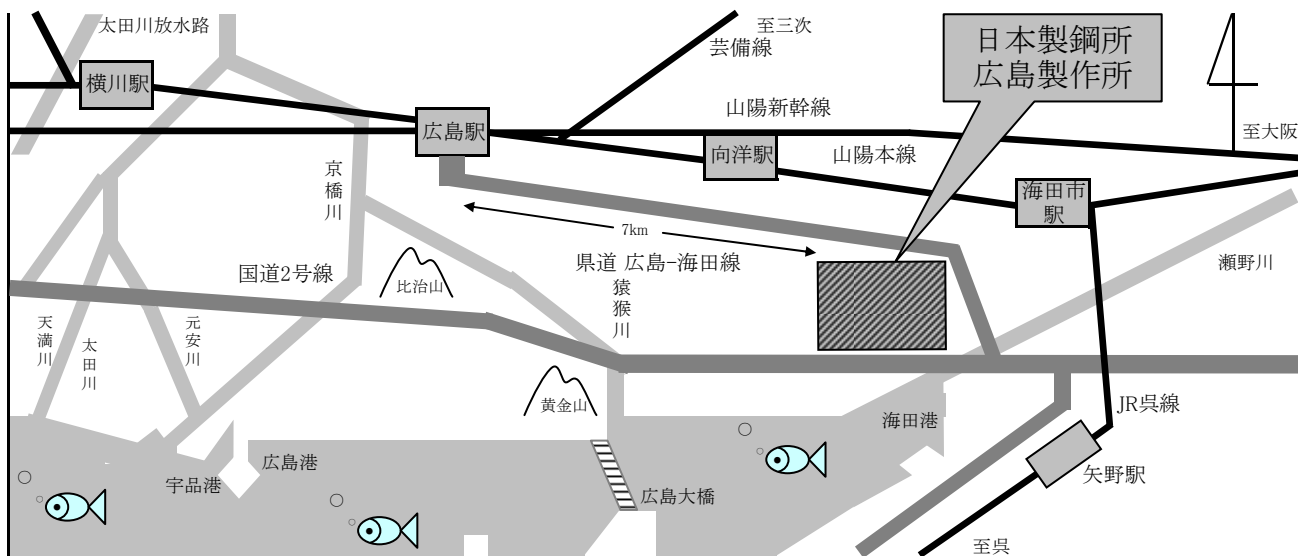 太田川放水路
至三次
芸備線
日本製鋼所
広島製作所
横川駅
山陽新幹線
広島駅
至大阪
向洋駅
山陽本線
京橋川
海田市
駅
7km
県道 広島-海田線
瀬野川
国道2号線
比治山
猿猴川
天満川
太田川
元安川
黄金山
JR呉線
海田港
広島港
宇品港
矢野駅
広島大橋
至呉